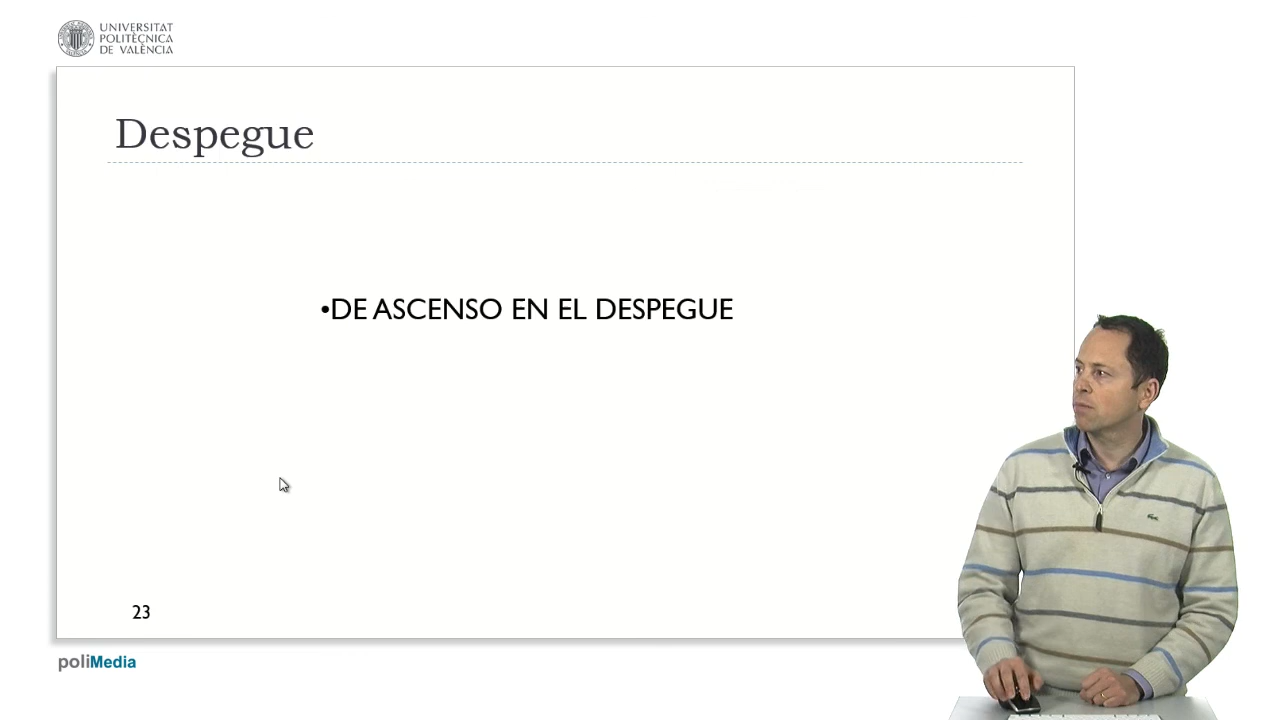 UNIVERSITAT
POLITÈCNICA
DE VALÈNCIA
Despegue
•DE ASCENSO EN EL DESPEGUE
23
poliMedia